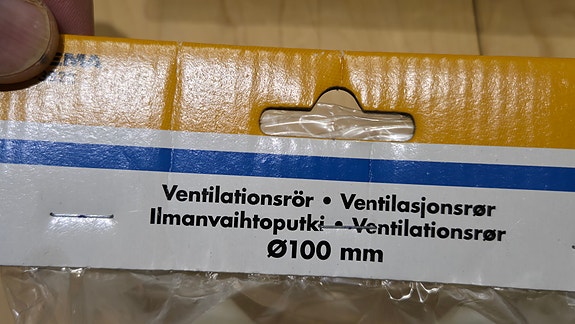 Ventilationsrör • Ventilasjonsrør
Ilmanvaihtoputki • Ventilationsrør
Ø100 mm